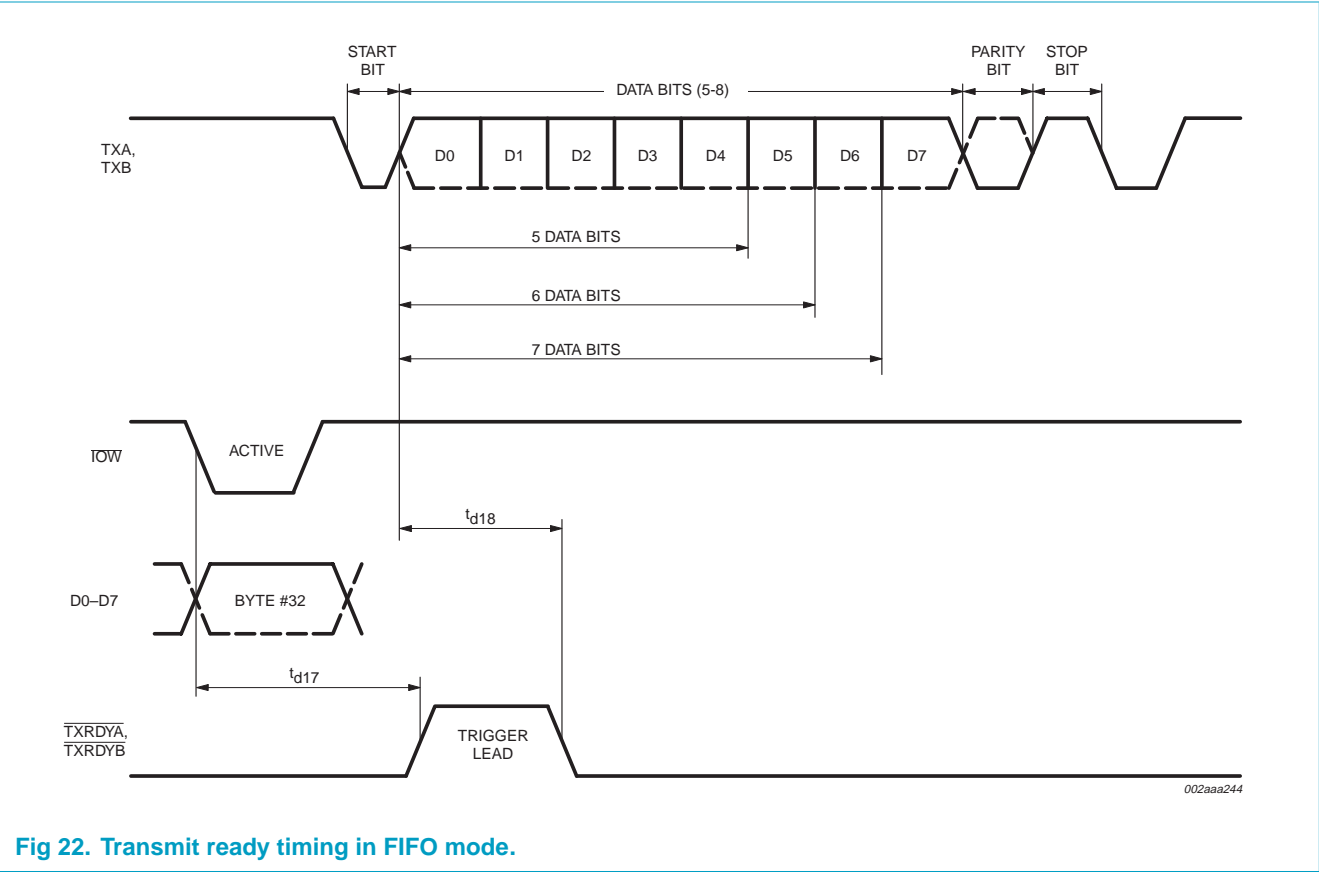 START
BIT
DATA BITS (5-8)
PARITY
BIT
STOP
BIT
TXA,
TXB
D0
D1
D2
D3
D4
D5
D6
D7
5 DATA BITS
6 DATA BITS
7 DATA BITS
IOW
ACTIVE
td18
D0–D7
BYTE #32
td17
TXRDYA,
TXRDYB
TRIGGER
LEAD
002aaa244
Fig 22. Transmit ready timing in FIFO mode.